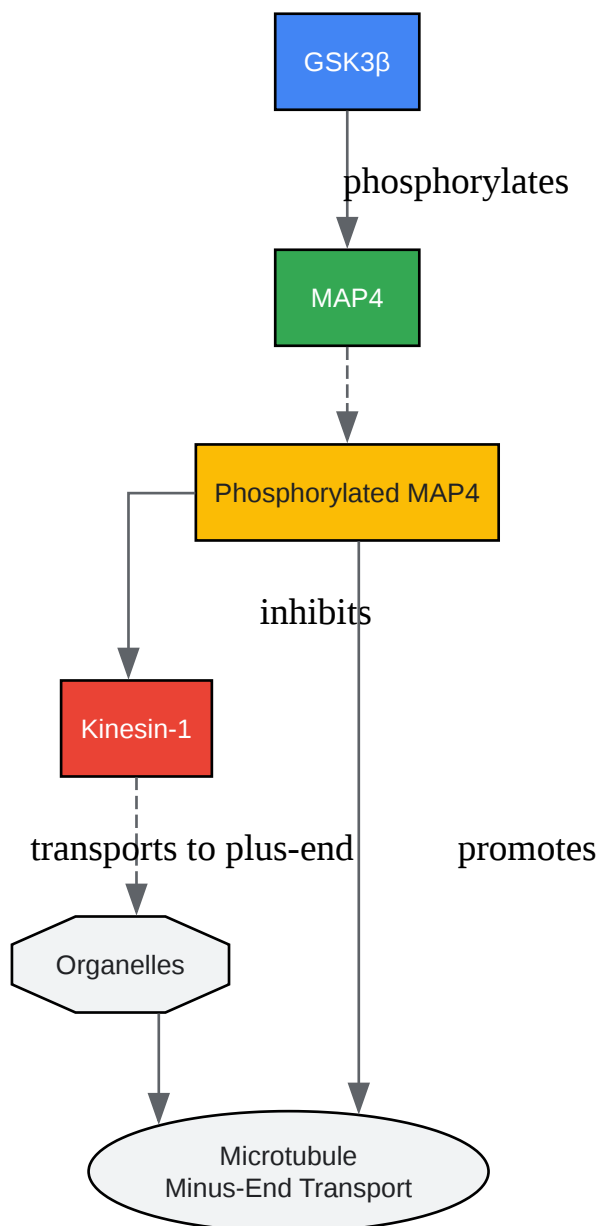 GSK3β
phosphorylates
MAP4
Phosphorylated MAP4
inhibits
Kinesin-1
transports to plus-end
promotes
Organelles
Microtubule
Minus-End Transport